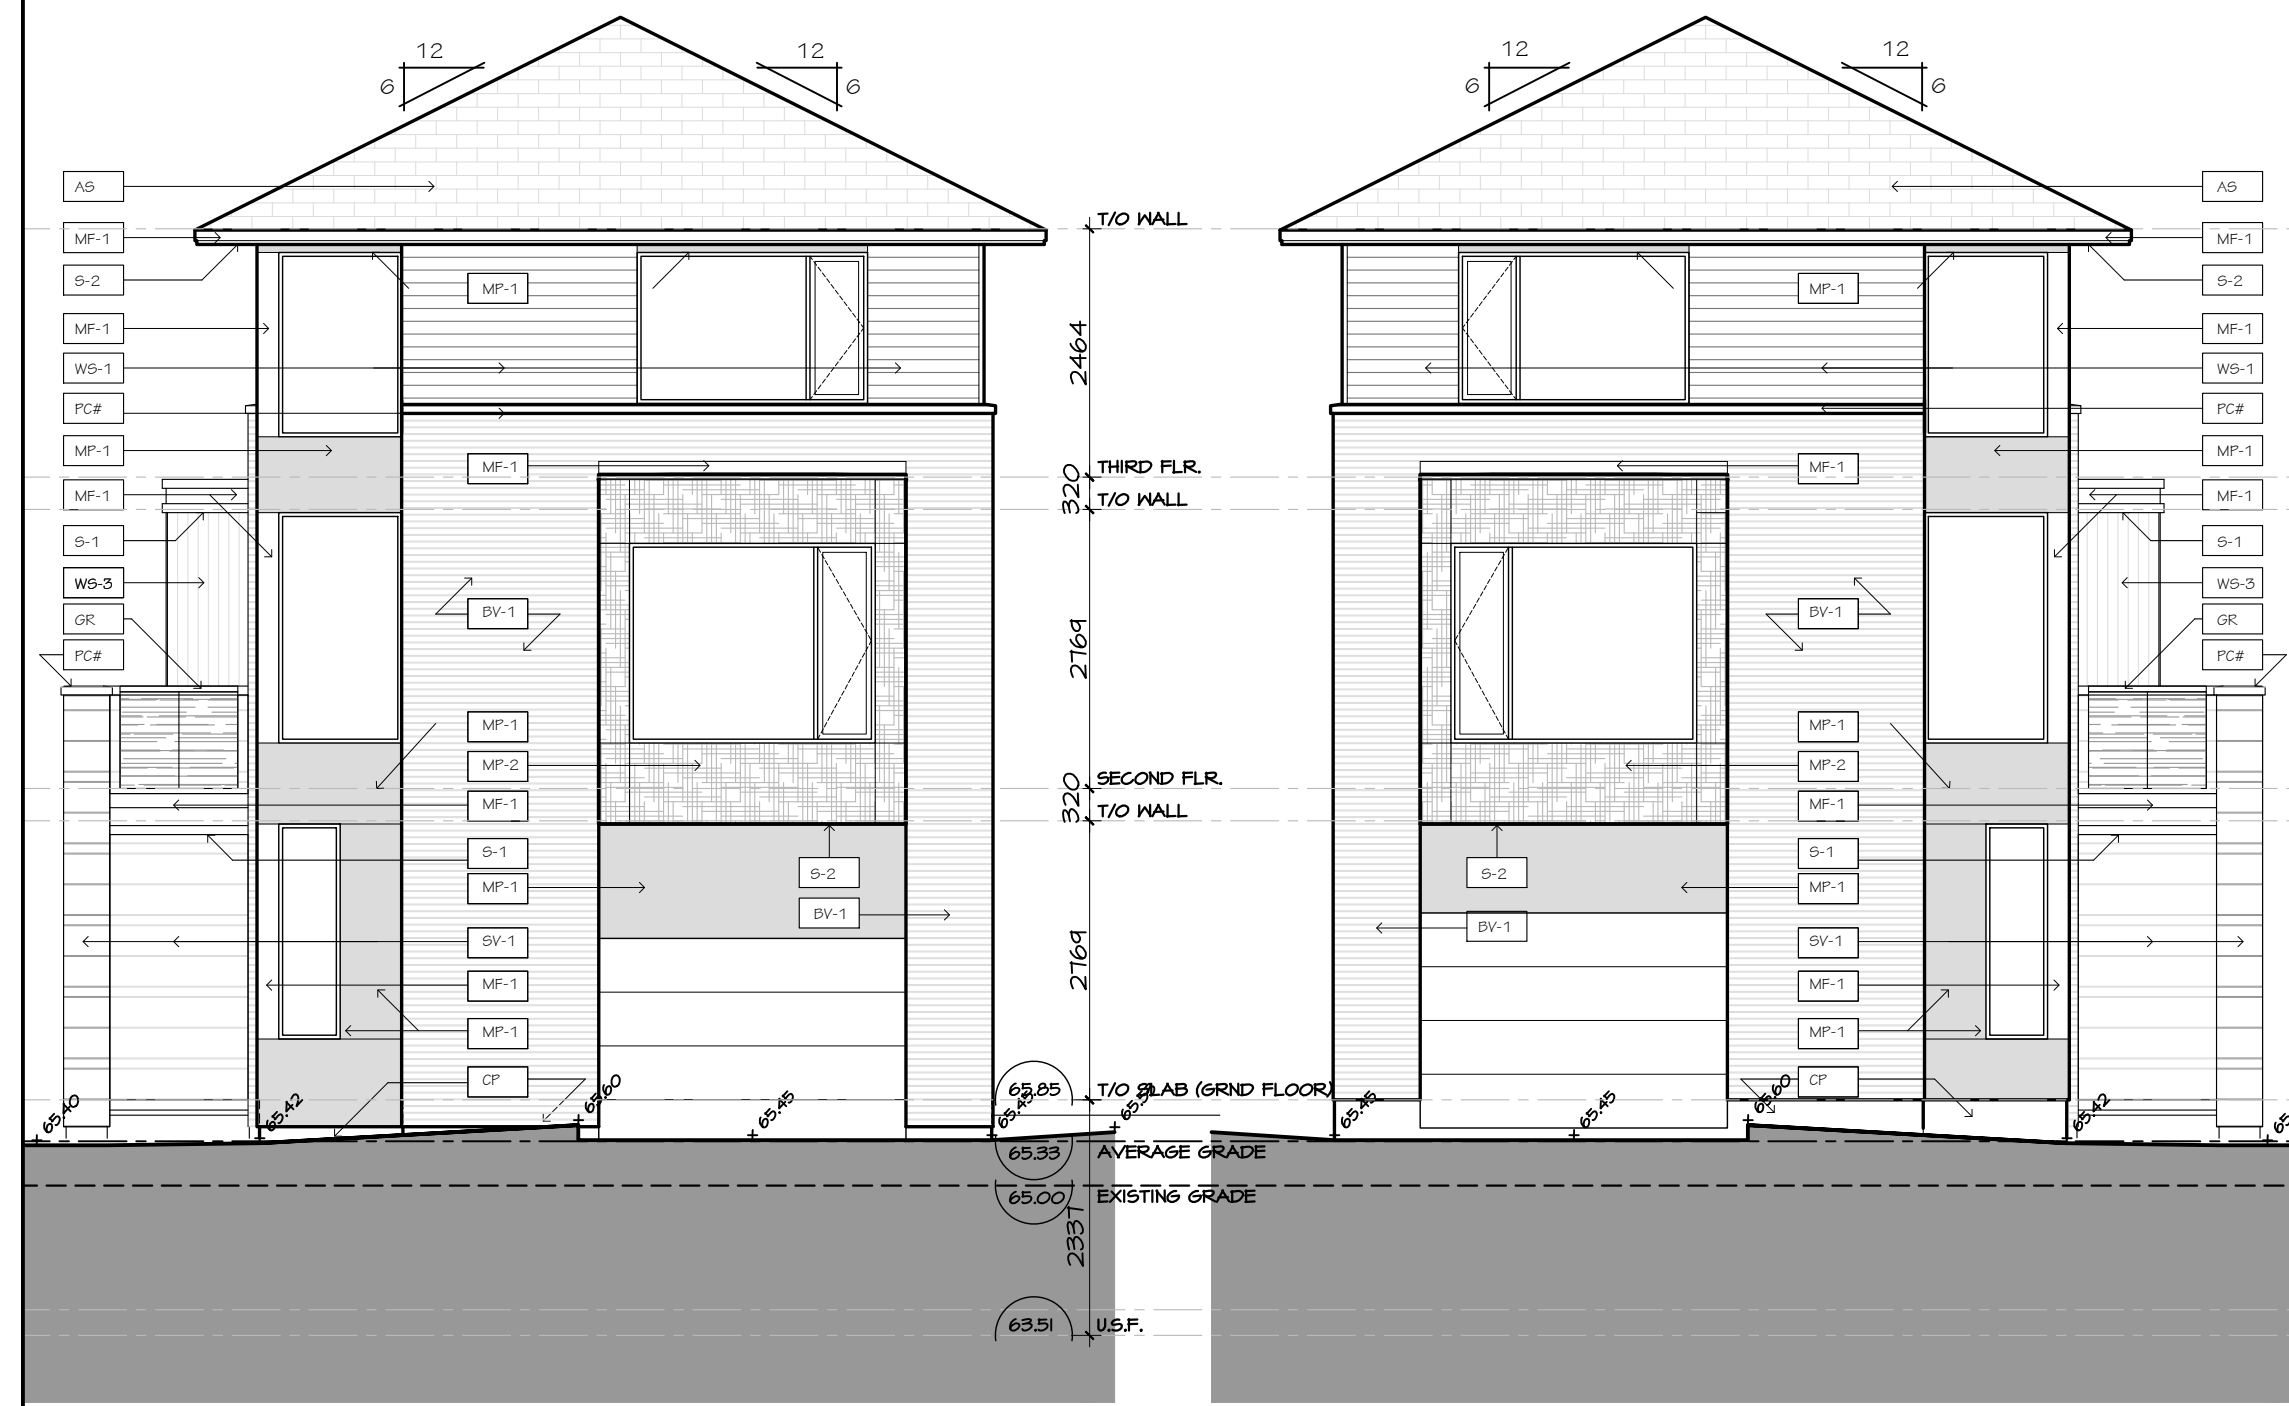 12
12
12
12
6
6
6
6
AS
AS
T/O WALL
MF-1
MF-1
S-2
MP-1
MP-1
S-2
MF-1
2464
MF-1
WS-1
WS-1
PC#
PC#
MP-1
MP-1
MF-1
THIRD FLR.
MF-1
MF-1
320
MF-1
T/O WALL
S-1
S-1
WS-3
WS-3
GR
BV-1
BV-1
GR
PC#
2769
PC#
MP-1
MP-1
MP-2
MP-2
SECOND FLR.
MF-1
320
MF-1
T/O WALL
S-1
S-1
S-2
S-2
MP-1
MP-1
BV-1
BV-1
SV-1
2769
SV-1
MF-1
MF-1
MP-1
MP-1
CP
CP
65.85
T/O SLAB (GRND FLOOR)
65.40
65.42
65.60
65.45
65.45
65.45
65.45
65.60
65.42
65.33
AVERAGE GRADE
65.00
EXISTING GRADE
2337
63.51
U.S.F.